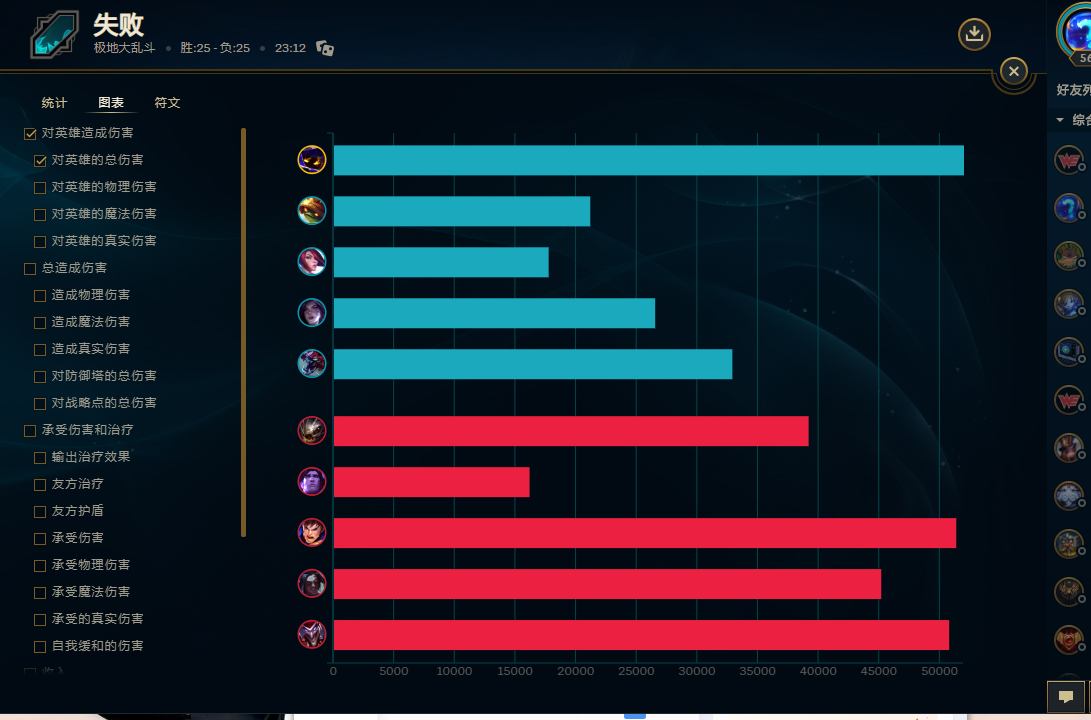 失败
极地大乱斗 • 胜:25 - 负:25 • 23:12
统计 图表 符文
对英雄造成伤害
对英雄的总伤害
对英雄的物理伤害
对英雄的魔法伤害
对英雄的真实伤害
总造成伤害
造成物理伤害
造成魔法伤害
造成真实伤害
对防御塔的总伤害
对战略点的总伤害
承受伤害和治疗
输出治疗效果
友方治疗
友方护盾
承受伤害
承受物理伤害
承受魔法伤害
承受的真实伤害
自我缓和的伤害
收入
0 5000 10000 15000 20000 25000 30000 35000 40000 45000 50000
56
好友列
综合